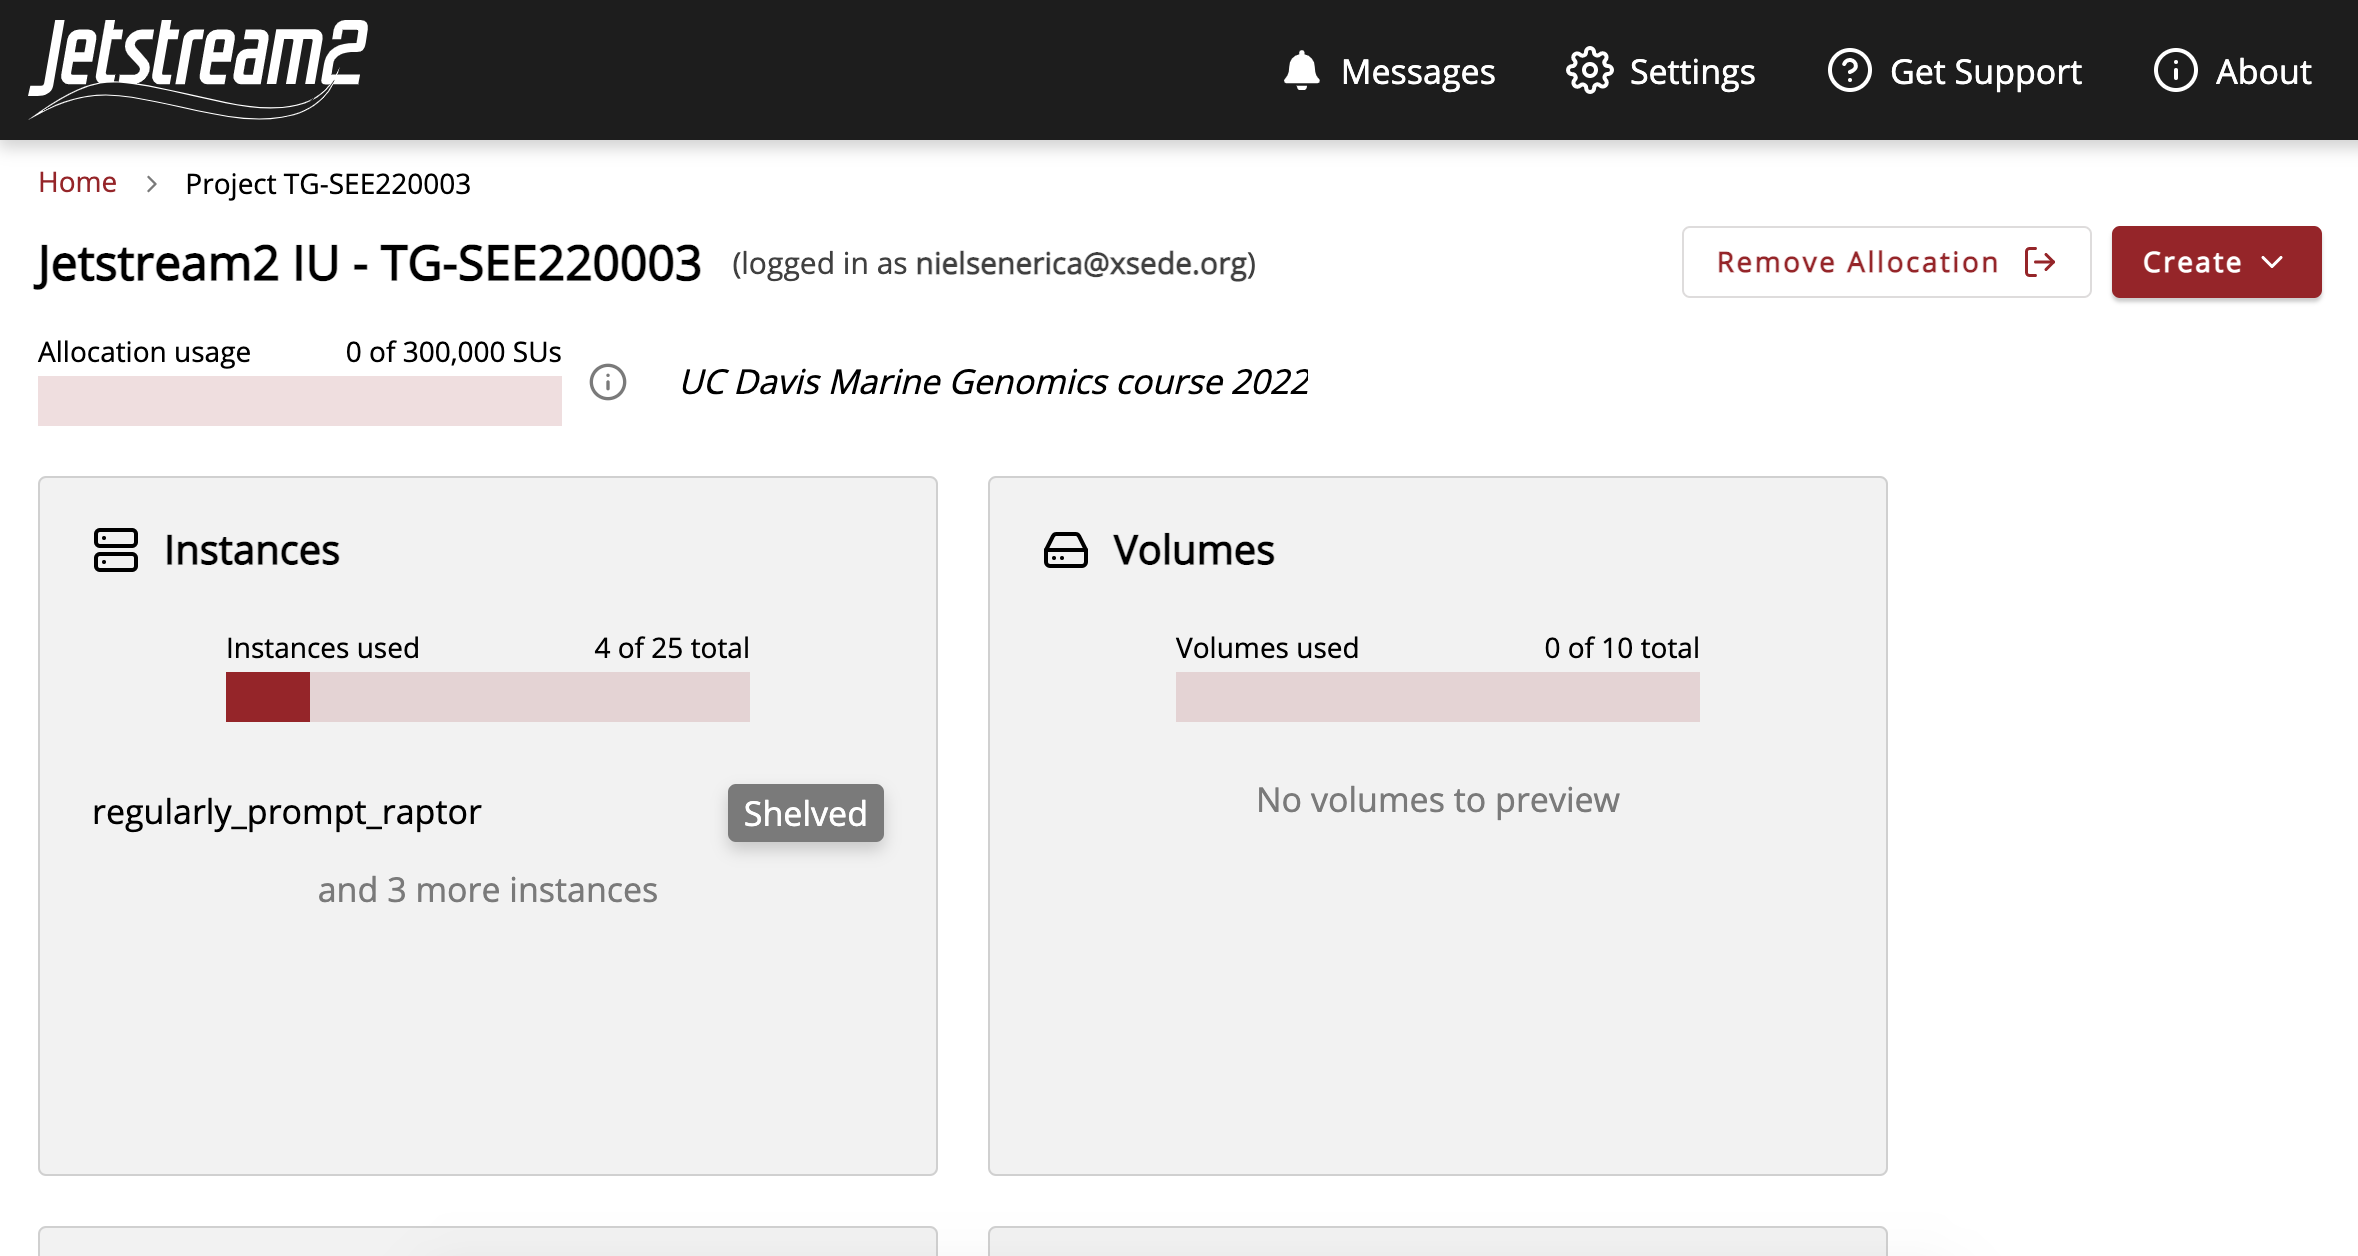 Jetstream2
Messages
Settings
Get Support
About
Home > Project TG-SEE220003
Jetstream2 IU - TG-SEE220003 (logged in as nielsenerica@xsede.org)
Remove Allocation
Create
Allocation usage 0 of 300,000 SUs
UC Davis Marine Genomics course 2022
Instances
Instances used 4 of 25 total
regularly_prompt_raptor Shelved
and 3 more instances
Volumes
Volumes used 0 of 10 total
No volumes to preview